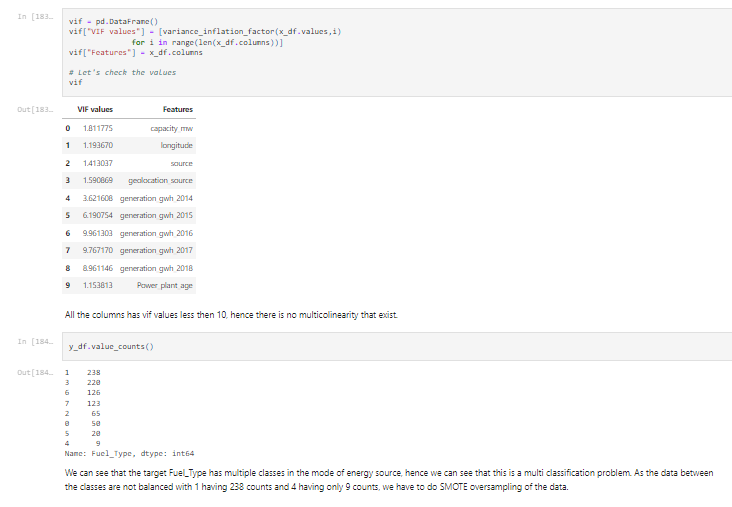 In [183…
vif = pd.DataFrame()
vif["VIF values"] = [variance_inflation_factor(x_df.values,i)
for i in range(len(x_df.columns))]
vif["Features"] = x_df.columns
# Let's check the values
vif
Out[183…
VIF values Features
0 1.811775 capacity_mw
1 1.193670 longitude
2 1.413037 source
3 1.590869 geolocation_source
4 3.621608 generation_gwh_2014
5 6.190754 generation_gwh_2015
6 9.961303 generation_gwh_2016
7 9.767170 generation_gwh_2017
8 8.961146 generation_gwh_2018
9 1.153813 Power_plant_age
All the columns has vif values less then 10, hence there is no multicolinearity that exist.
In [184…
y_df.value_counts()
Out[184…
1 238
3 220
6 126
7 123
2 65
0 50
5 20
4 9
Name: Fuel_Type, dtype: int64
We can see that the target Fuel_Type has multiple classes in the mode of energy source, hence we can see that this is a multi classification problem. As the data between
the classes are not balanced with 1 having 238 counts and 4 having only 9 counts, we have to do SMOTE oversampling of the data.